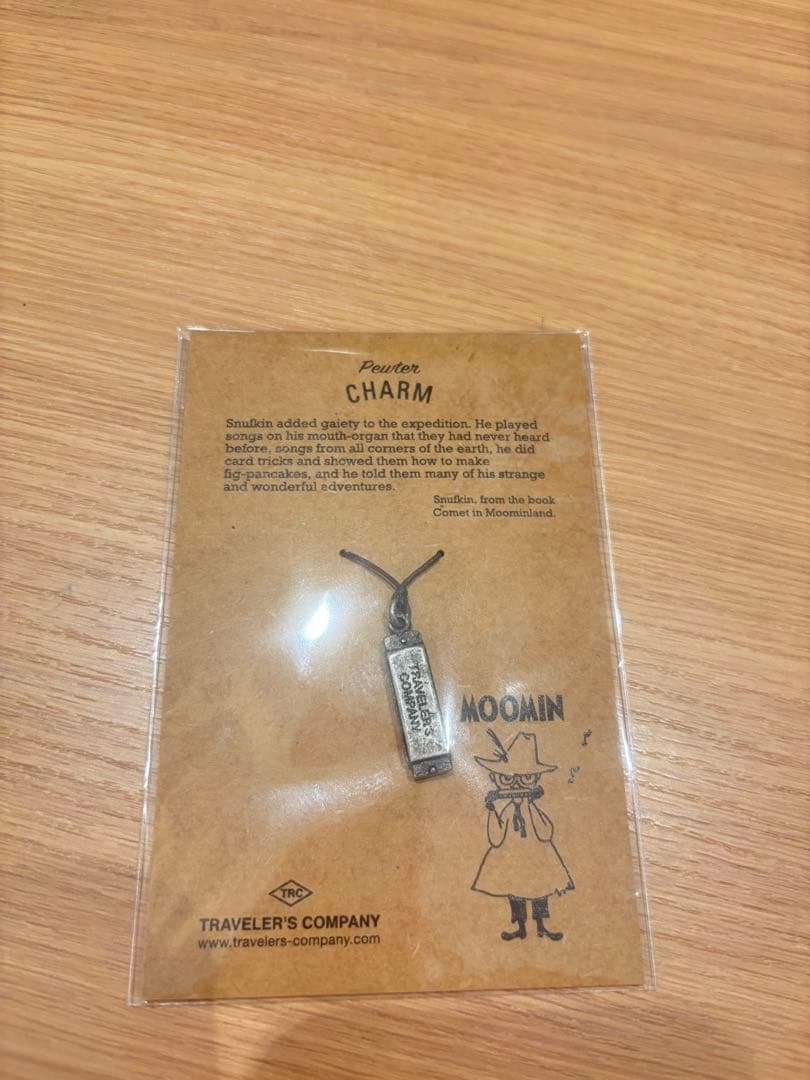 Pewter
CHARM
Snufkin added gaiety to the expedition. He played
songs on his mouth-organ that they had never heard
before, songs from all corners of the earth, he did
card tricks and showed them how to make
fig-pancakes, and he told them many of his strange
and wonderful adventures.
Snufkin, from the book
Comet in Moominland.
TRAVELER'S
COMPANY
MOOMIN
TRC
TRAVELER'S COMPANY
www.travelers-company.com